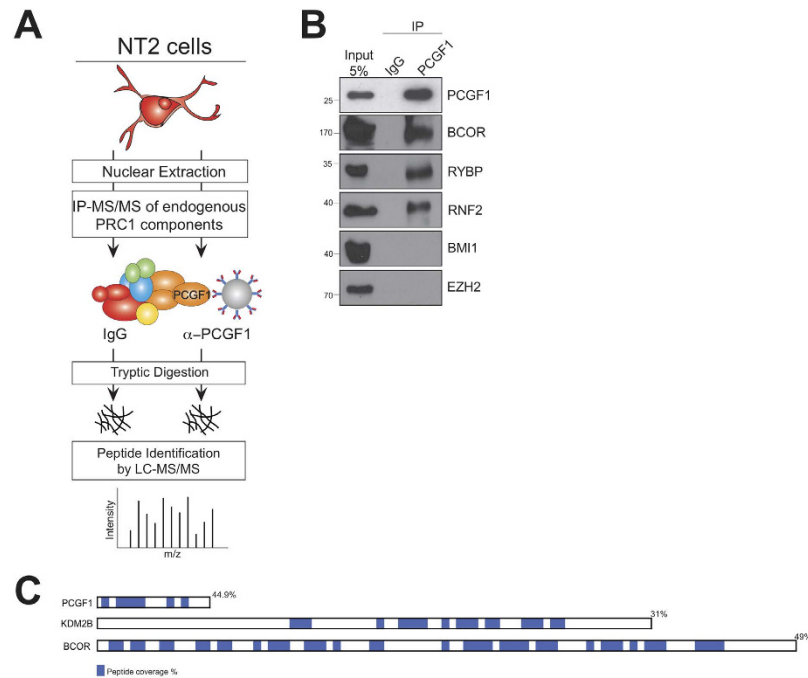 A
NT2 cells
Nuclear Extraction
IP-MS/MS of endogenous
PRC1 components
PCGF1
IgG
α-PCGF1
Tryptic Digestion
Peptide Identification
by LC-MS/MS
Intensity
m/z
B
IP
Input
5%
IgG
PCGF1
25
PCGF1
170
BCOR
35
RYBP
40
RNF2
40
BMI1
70
EZH2
C
PCGF1
44.9%
KDM2B
31%
BCOR
49%
Peptide coverage %